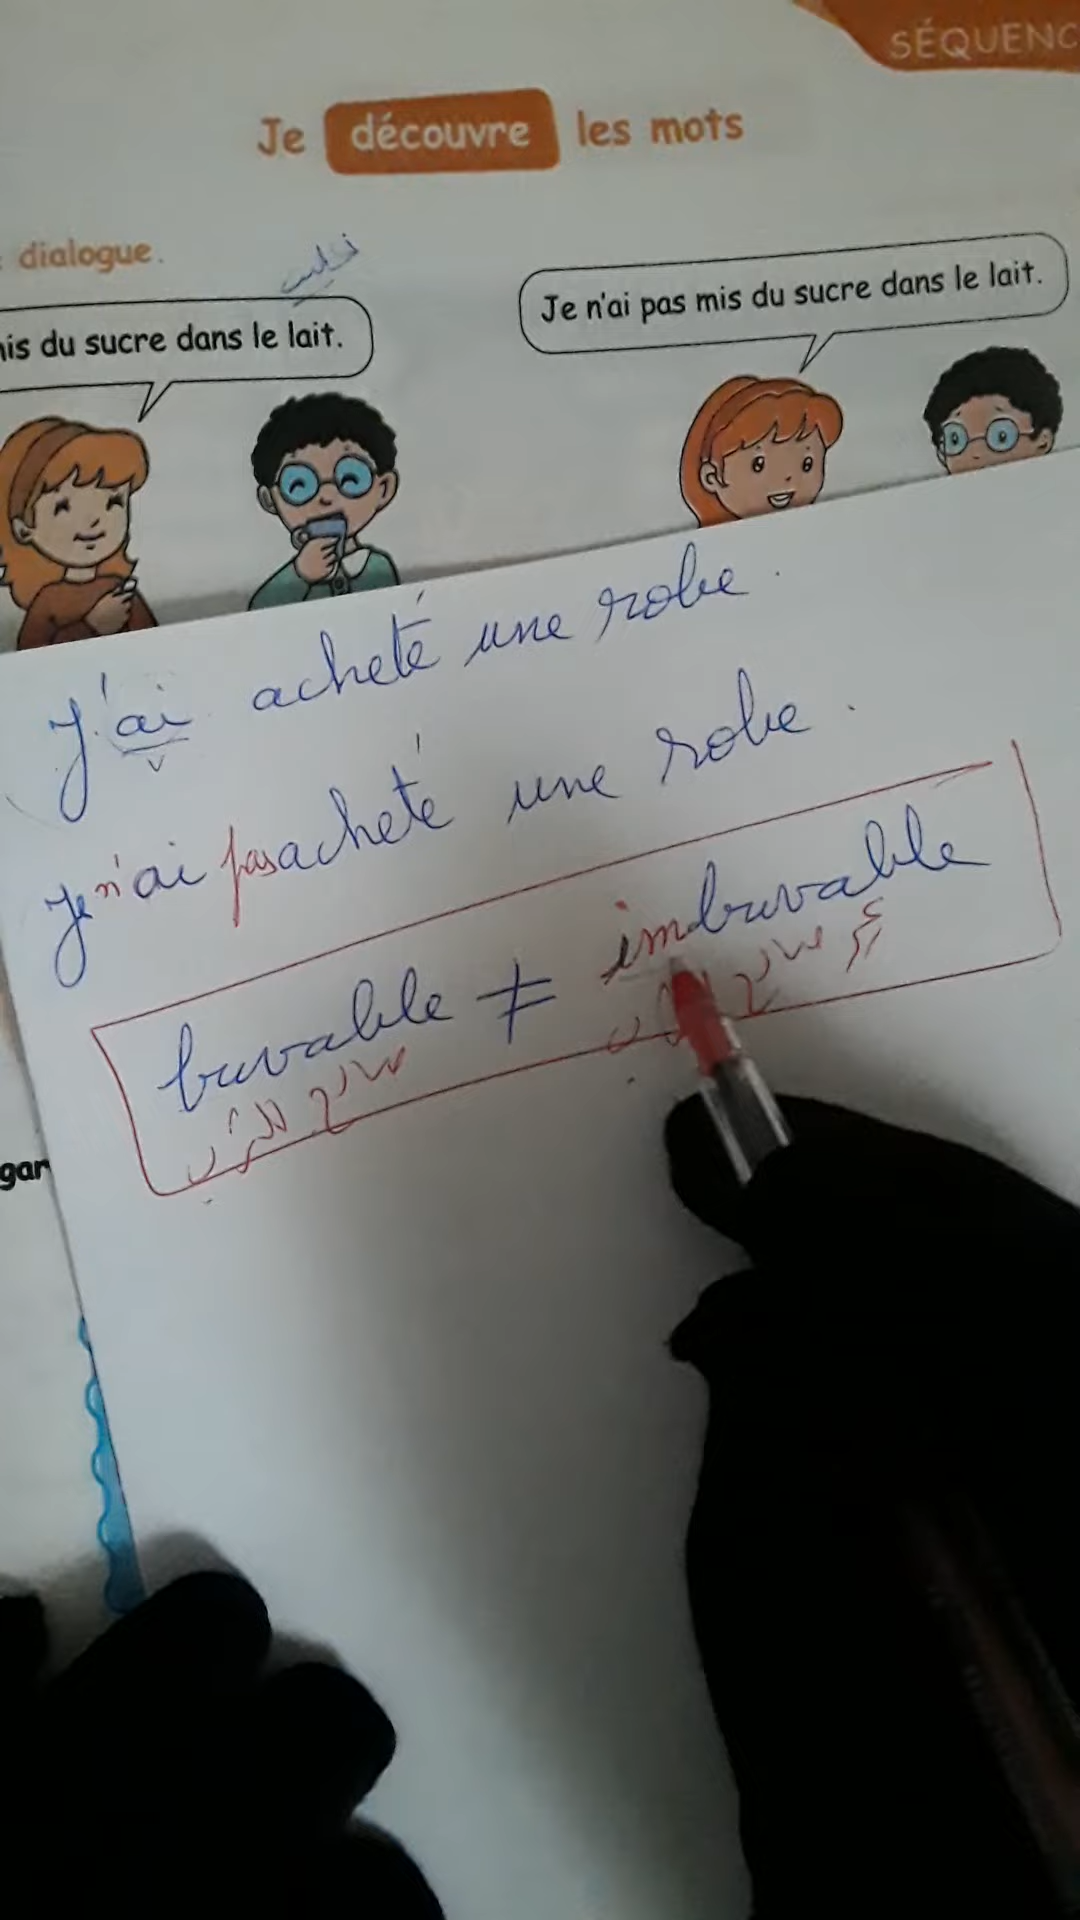 SÉQUENC
Je découvre les mots
dialogue.
is du sucre dans le lait.
Je n'ai pas mis du sucre dans le lait.
J'ai acheté une robe.
Je n'ai pas acheté une robe.
buvable ≠ imbuvable
gar